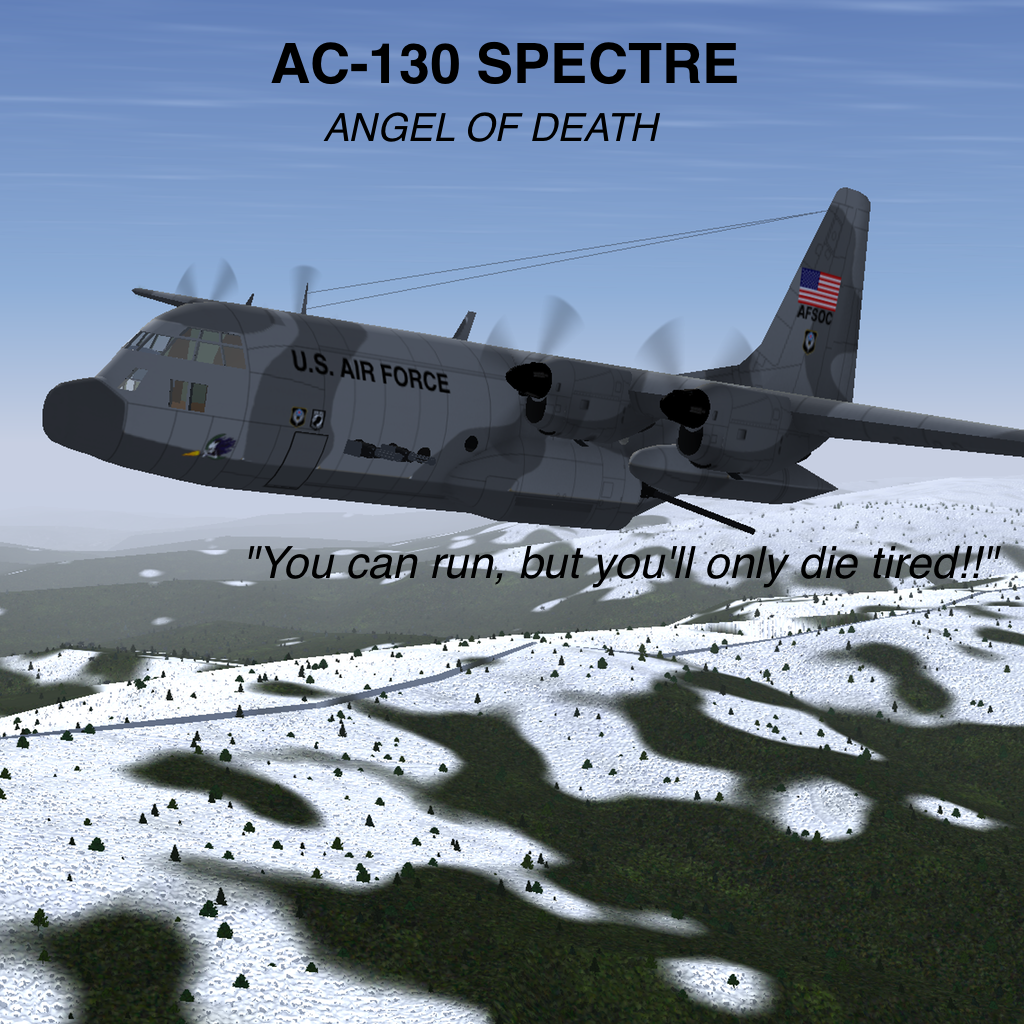 AC-130 SPECTRE
ANGEL OF DEATH
AFSOC
U.S. AIR FORCE
"You can run, but you'll only die tired!!"